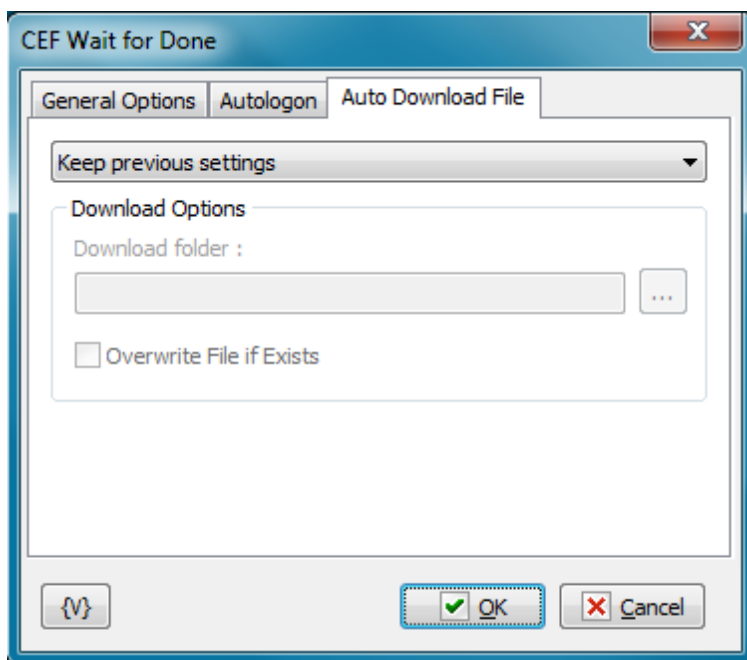 CEF Wait for Done
General Options Autologon Auto Download File
Keep previous settings
Download Options
Download folder :
...
Overwrite File if Exists
{V} OK Cancel